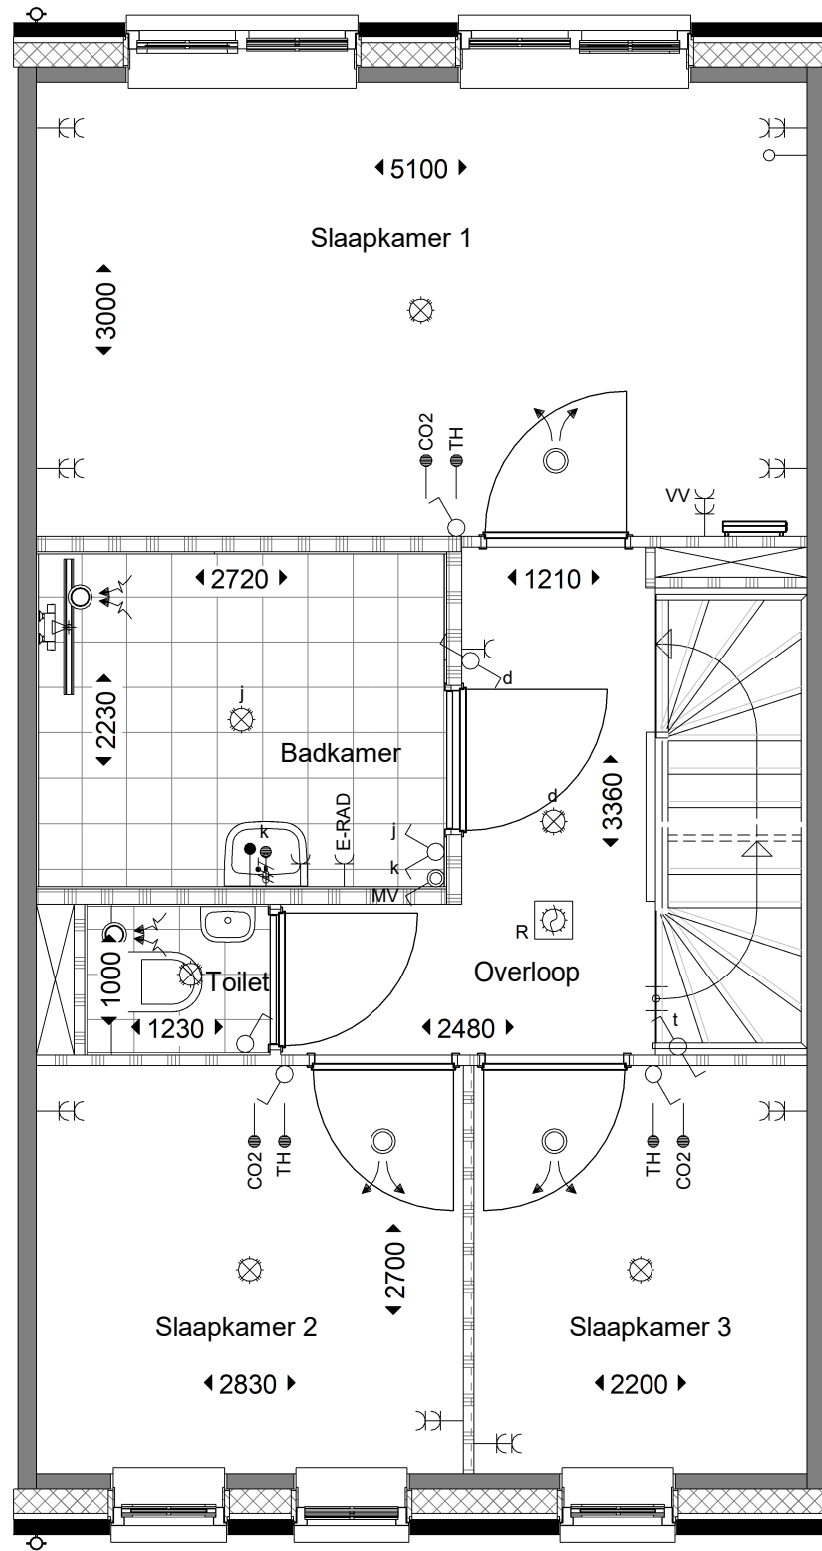 5100
Slaapkamer 1
3000
CO2
TH
VV
2720
1210
d
2230
j
Badkamer
d
3360
k
E-RAD
j
k
MV
R
1000
Toilet
Overloop
1230
2480
t
CO2
TH
TH
CO2
2700
Slaapkamer 2
Slaapkamer 3
2830
2200